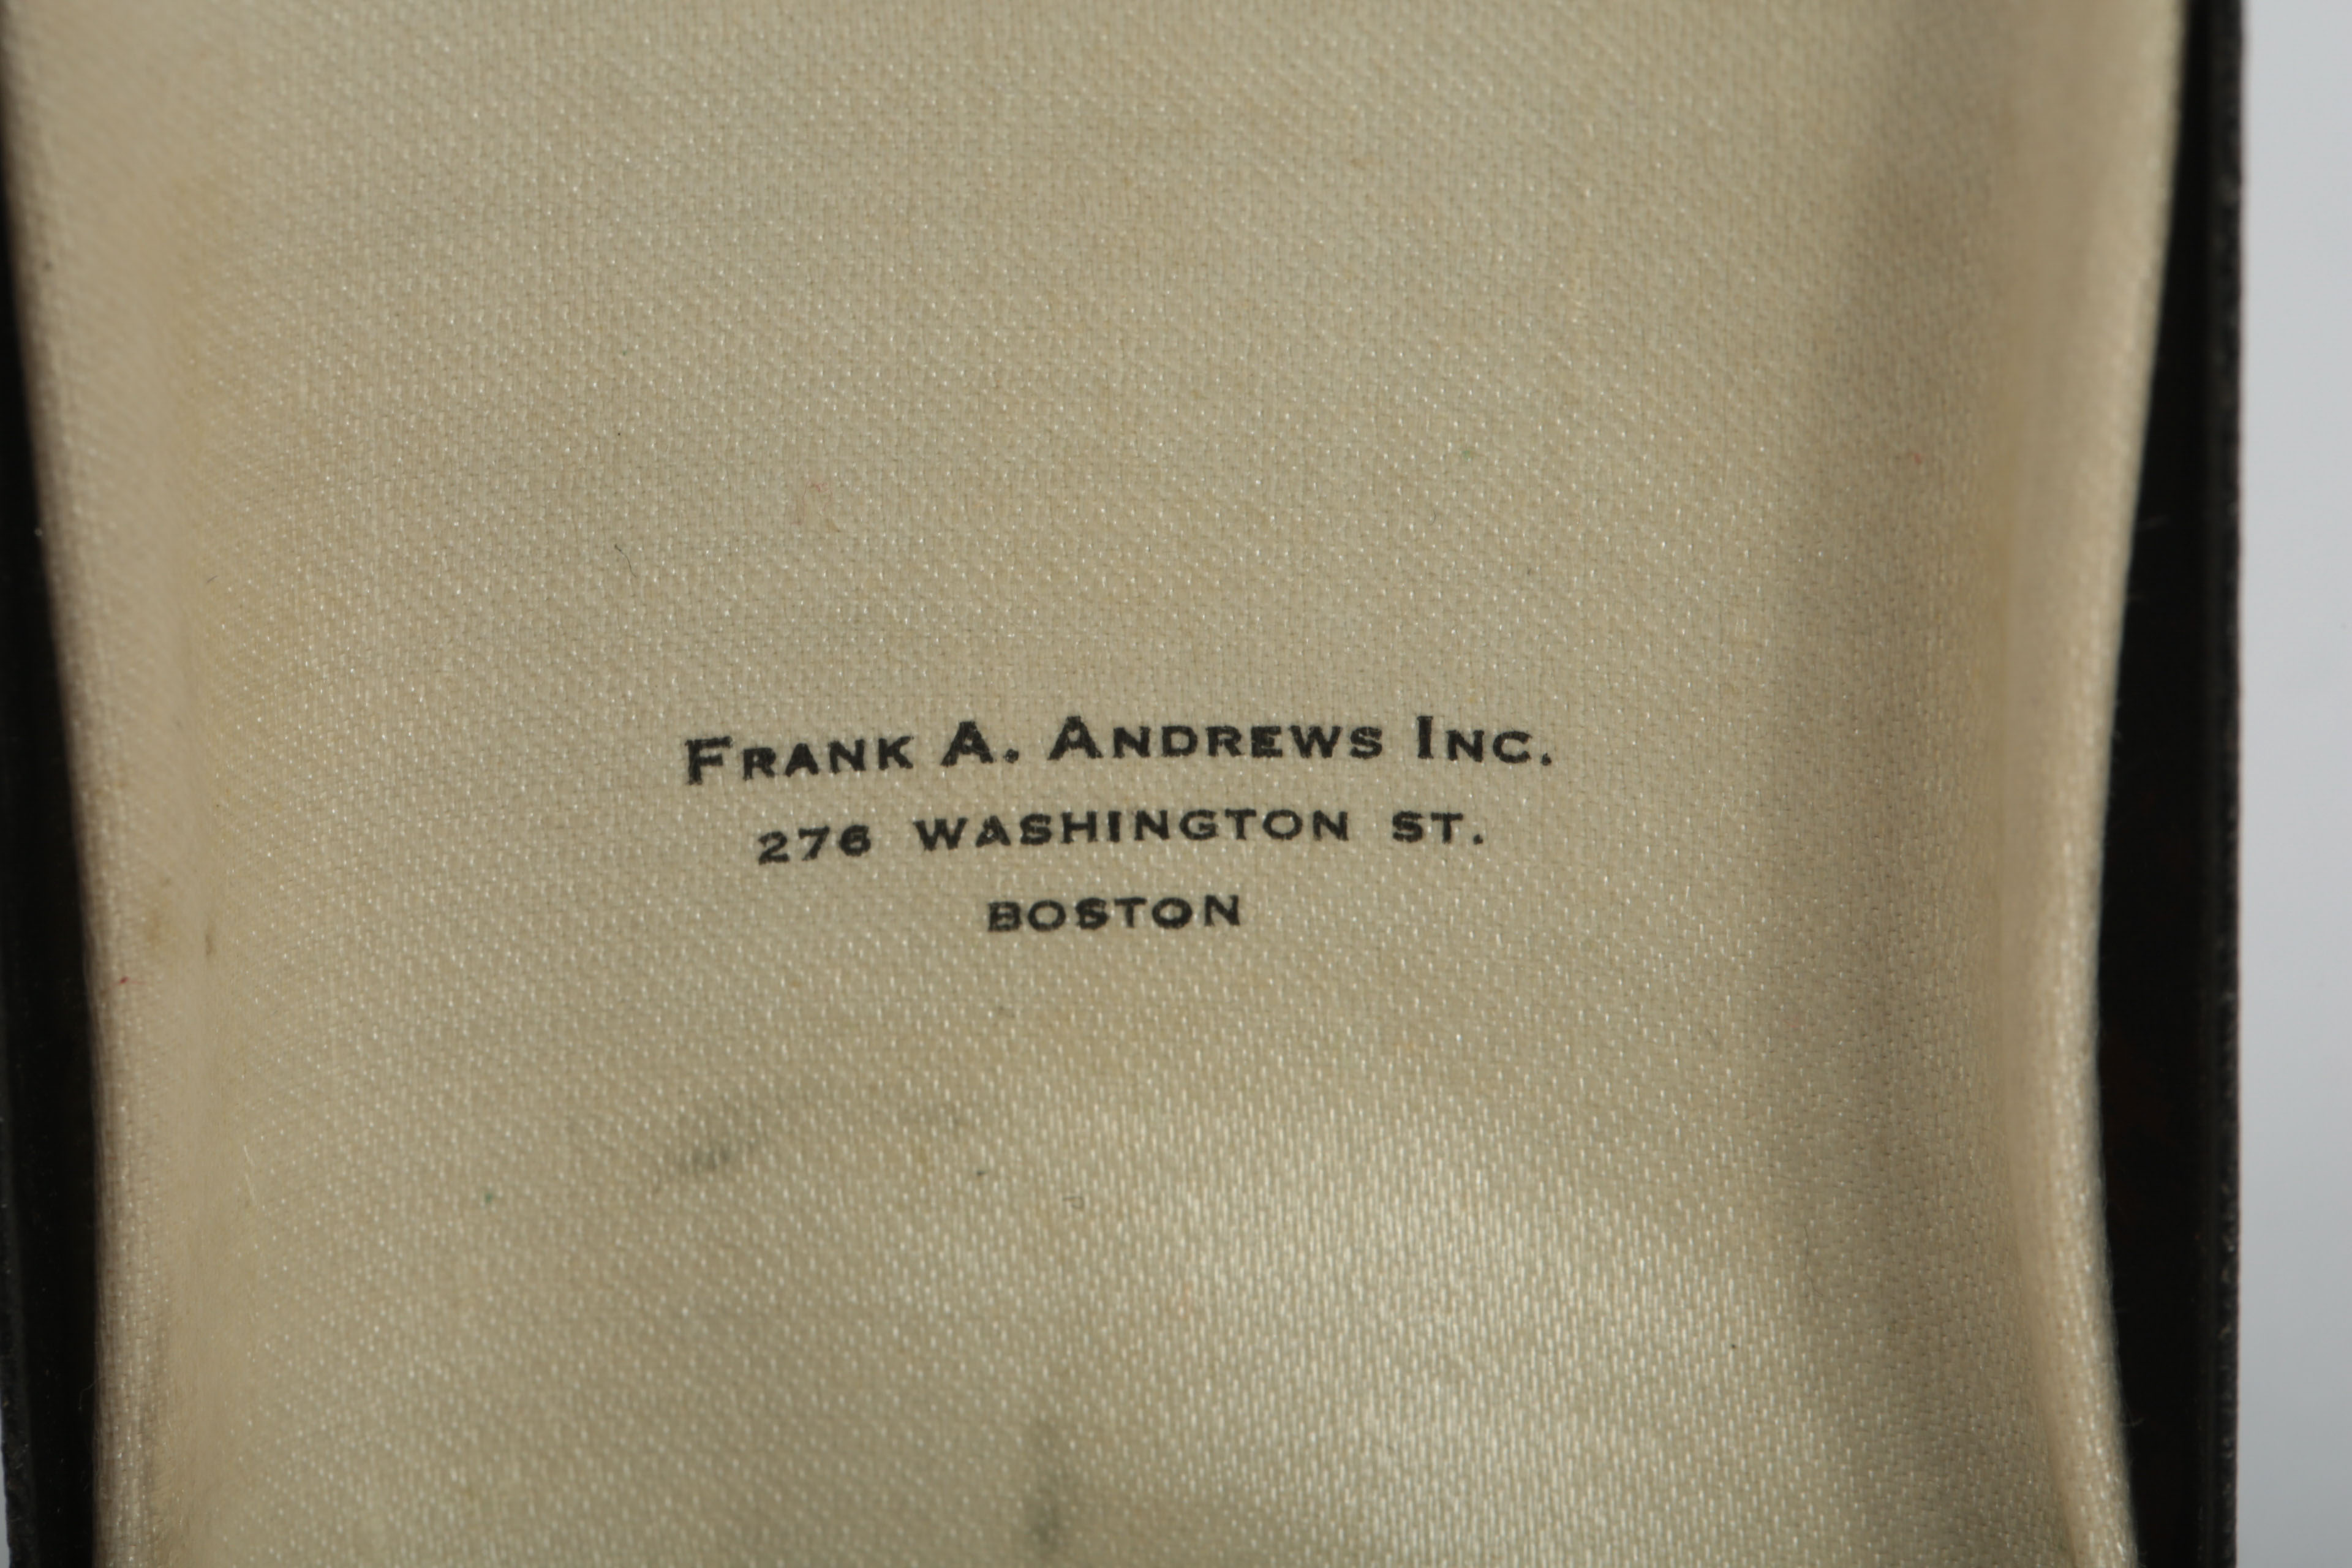 FRANK A. ANDREWS INC.
276 WASHINGTON ST.
BOSTON